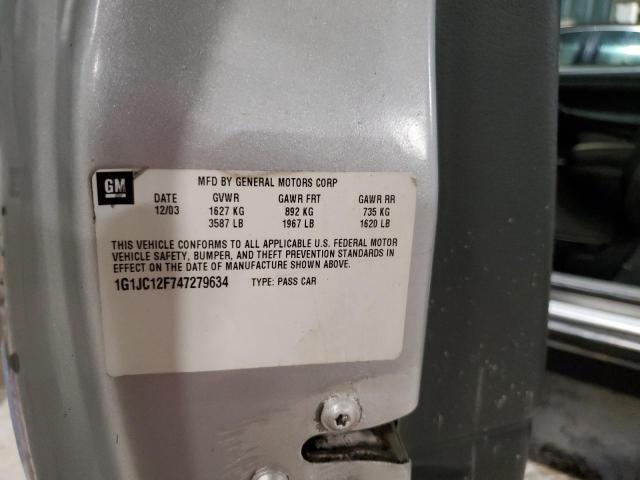 GM
MFD BY GENERAL MOTORS CORP
DATE GVWR GAWR FRT GAWR RR
12/03 1627 KG 892 KG 735 KG
3587 LB 1967 LB 1620 LB
THIS VEHICLE CONFORMS TO ALL APPLICABLE U.S. FEDERAL MOTOR
VEHICLE SAFETY, BUMPER, AND THEFT PREVENTION STANDARDS IN
EFFECT ON THE DATE OF MANUFACTURE SHOWN ABOVE.
1G1JC12F747279634 TYPE: PASS CAR